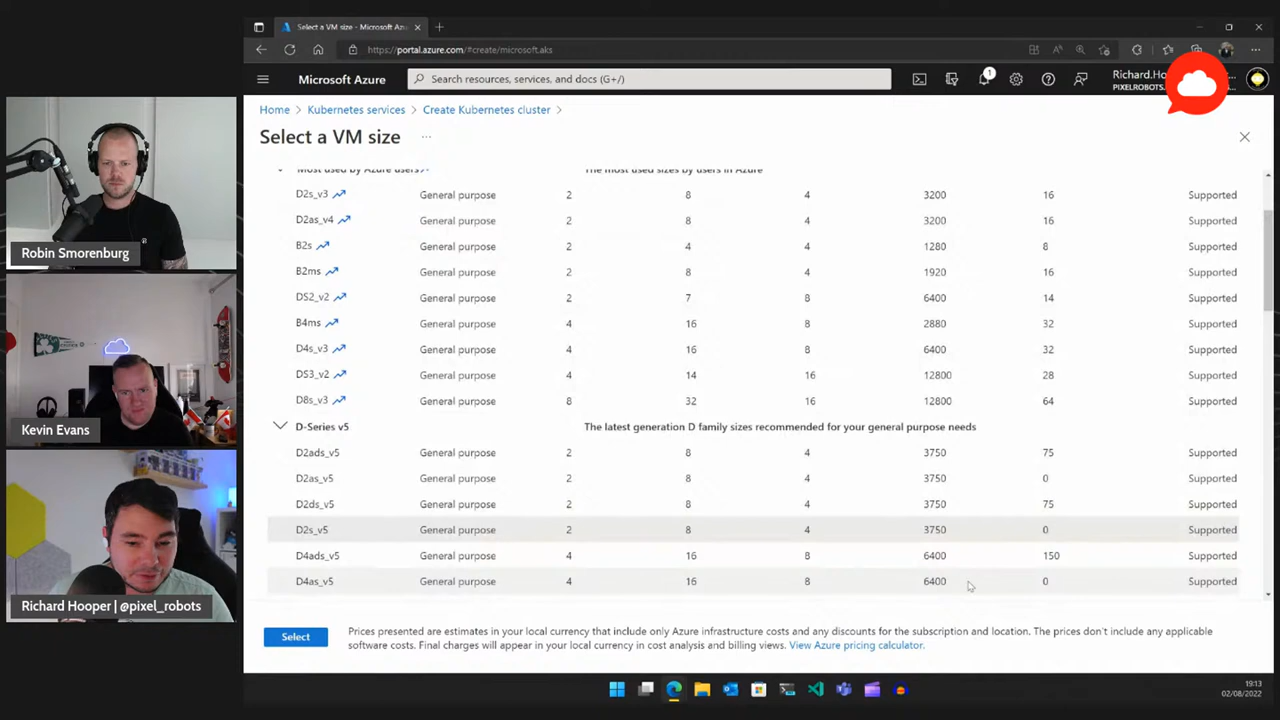 Select a VM size - Microsoft Azu
https://portal.azure.com/#create/microsoft.aks
Microsoft Azure
Search resources, services, and docs (G+/)
1
Richard.Ho
PIXELROBOTS.
Home > Kubernetes services > Create Kubernetes cluster >
Select a VM size
Most used by Azure users The most used sizes by users in Azure
D2s_v3 General purpose 2 8 4 3200 16 Supported
D2as_v4 General purpose 2 8 4 3200 16 Supported
B2s General purpose 2 4 4 1280 8 Supported
B2ms General purpose 2 8 4 1920 16 Supported
DS2_v2 General purpose 2 7 8 6400 14 Supported
B4ms General purpose 4 16 8 2880 32 Supported
D4s_v3 General purpose 4 16 8 6400 32 Supported
DS3_v2 General purpose 4 14 16 12800 28 Supported
D8s_v3 General purpose 8 32 16 12800 64 Supported
D-Series v5 The latest generation D family sizes recommended for your general purpose needs
D2ads_v5 General purpose 2 8 4 3750 75 Supported
D2as_v5 General purpose 2 8 4 3750 0 Supported
D2ds_v5 General purpose 2 8 4 3750 75 Supported
D2s_v5 General purpose 2 8 4 3750 0 Supported
D4ads_v5 General purpose 4 16 8 6400 150 Supported
D4as_v5 General purpose 4 16 8 6400 0 Supported
Select
Prices presented are estimates in your local currency that include only Azure infrastructure costs and any discounts for the subscription and location. The prices don't include any applicable
software costs. Final charges will appear in your local currency in cost analysis and billing views. View Azure pricing calculator.
19:13
02/08/2022
Robin Smorenburg
Kevin Evans
Richard Hooper | @pixel_robots